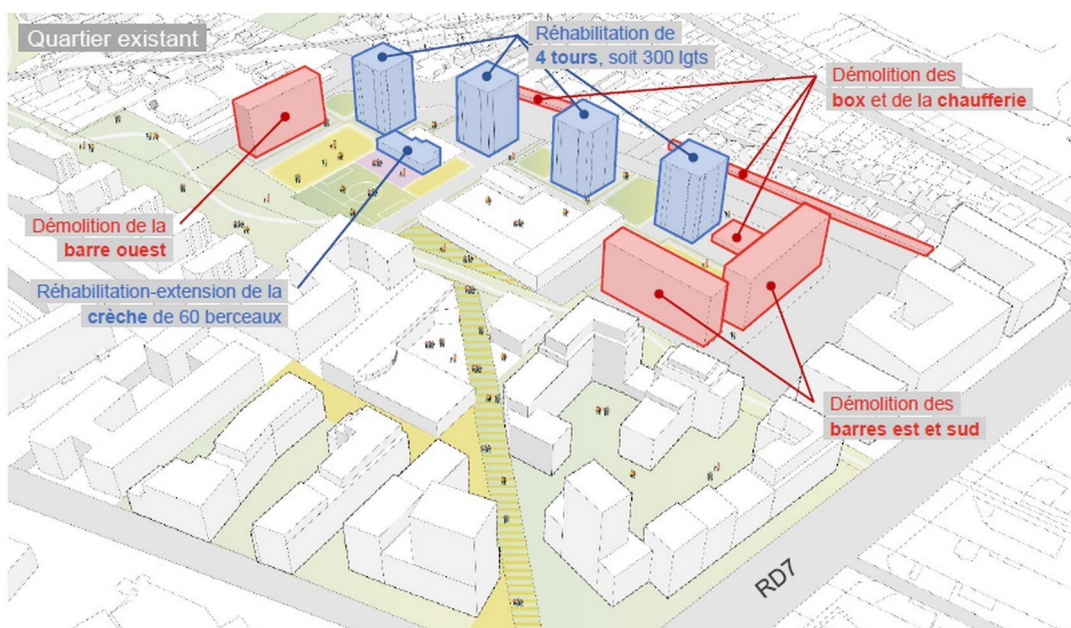 Quartier existant
Réhabilitation de
4 tours, soit 300 lgts
Démolition des
box et de la chaufferie
Démolition de la
barre ouest
Réhabilitation-extension de la
crèche de 60 berceaux
Démolition des
barres est et sud
RD7